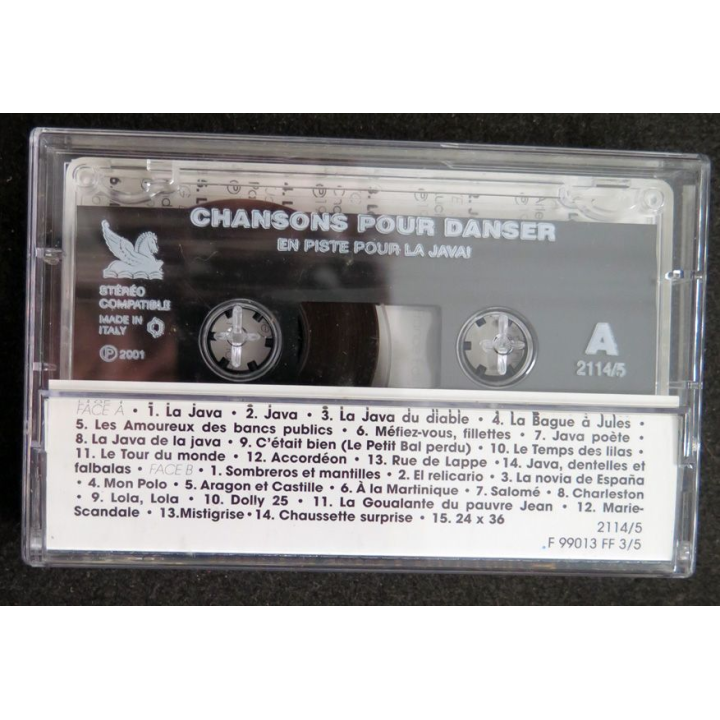 CHANSONS POUR DANSER
EN PISTE POUR LA JAVA!
STÉRÉO
COMPATIBLE
MADE IN
ITALY
Ⓟ 2001
A
2114/5
FACE A • 1. La Java • 2. Java • 3. La Java du diable • 4. La Bague à Jules •
5. Les Amoureux des bancs publics • 6. Méfiez-vous, fillettes • 7. Java poète •
8. La Java de la java • 9. C'était bien (Le Petit Bal perdu) • 10. Le Temps des lilas •
11. Le Tour du monde • 12. Accordéon • 13. Rue de Lappe •14. Java, dentelles et
falbalas • FACE B • 1. Sombreros et mantilles • 2. El relicario • 3. La novia de España
• 4. Mon Polo • 5. Aragon et Castille • 6. À la Martinique • 7. Salomé • 8. Charleston
• 9. Lola, Lola • 10. Dolly 25 • 11. La Goualante du pauvre Jean • 12. Marie-
Scandale • 13.Mistigrise • 14. Chaussette surprise • 15. 24 x 36
2114/5
F 99013 FF 3/5